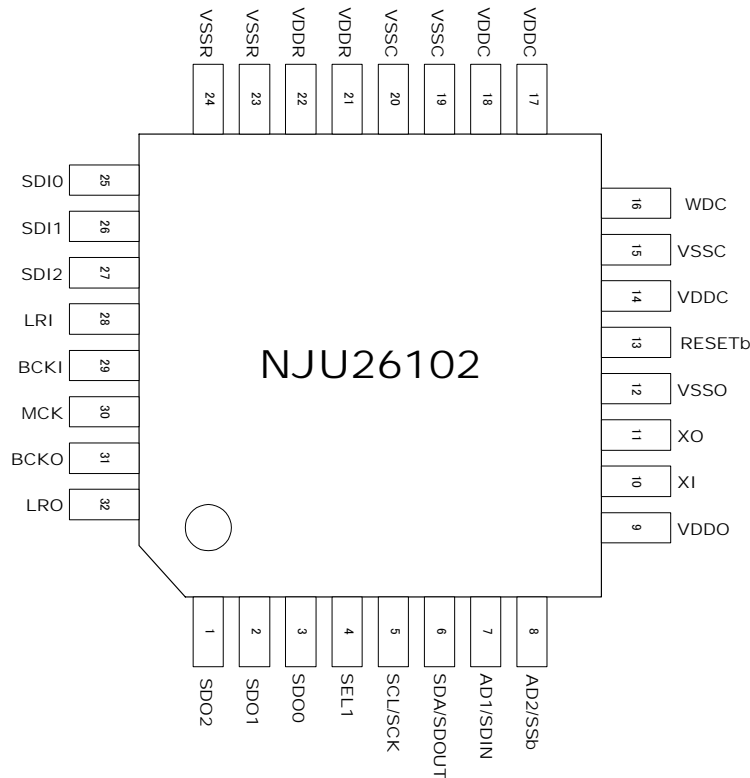 VSSR
VSSR
VDDR
VDDR
VSSC
VSSC
VDDC
VDDC
24
23
22
21
20
19
18
17
SDI0 25
SDI1 26
SDI2 27
LRI 28
BCKI 29
MCK 30
BCKO 31
LRO 32
NJU26102
16 WDC
15 VSSC
14 VDDC
13 RESETb
12 VSSO
11 XO
10 XI
9 VDDO
1
2
3
4
5
6
7
8
SDO2
SDO1
SDO0
SEL1
SCL/SCK
SDA/SDOUT
AD1/SDIN
AD2/SSb